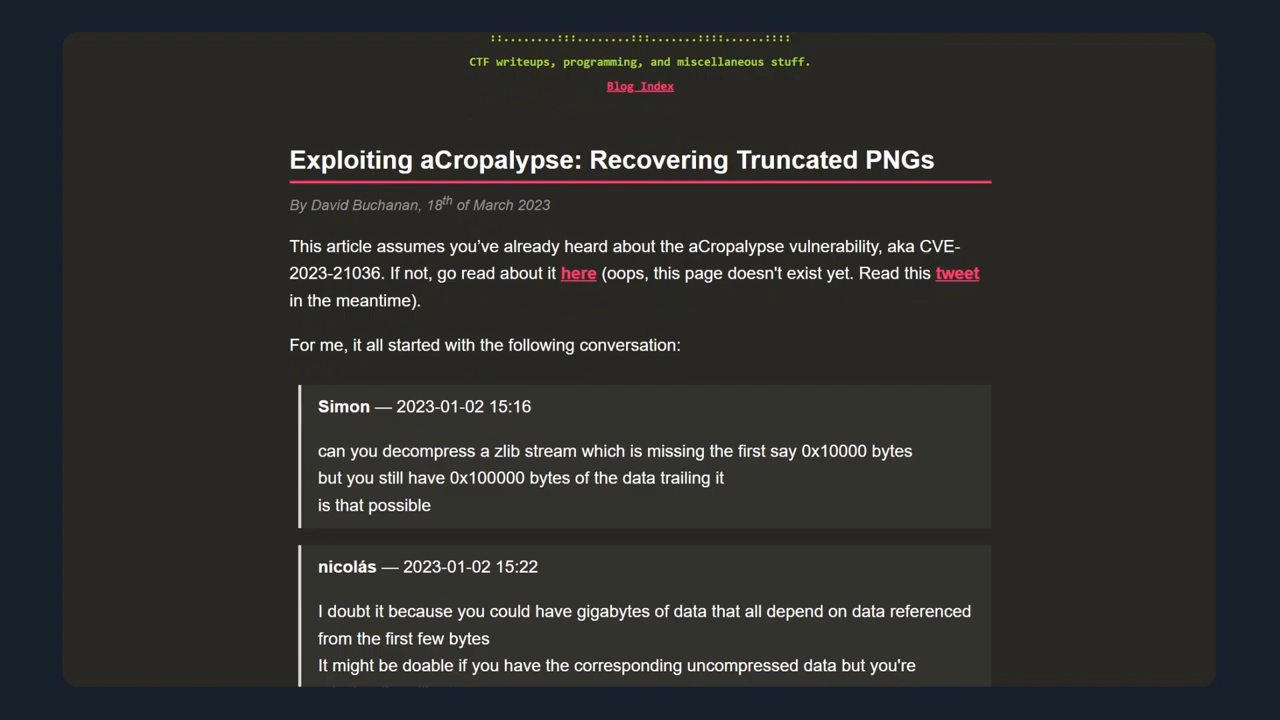 ::........:::........:::.......::::......::::
CTF writeups, programming, and miscellaneous stuff.
Blog Index
Exploiting aCropalypse: Recovering Truncated PNGs
By David Buchanan, 18th of March 2023
This article assumes you’ve already heard about the aCropalypse vulnerability, aka CVE-
2023-21036. If not, go read about it here (oops, this page doesn't exist yet. Read this tweet
in the meantime).
For me, it all started with the following conversation:
Simon — 2023-01-02 15:16
can you decompress a zlib stream which is missing the first say 0x10000 bytes
but you still have 0x100000 bytes of the data trailing it
is that possible
nicolás — 2023-01-02 15:22
I doubt it because you could have gigabytes of data that all depend on data referenced
from the first few bytes
It might be doable if you have the corresponding uncompressed data but you're